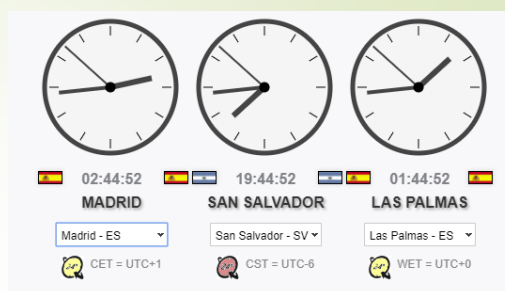 02:44:52 19:44:52 01:44:52
MADRID SAN SALVADOR LAS PALMAS
Madrid - ES San Salvador - SV Las Palmas - ES
CET = UTC+1 CST = UTC-6 WET = UTC+0